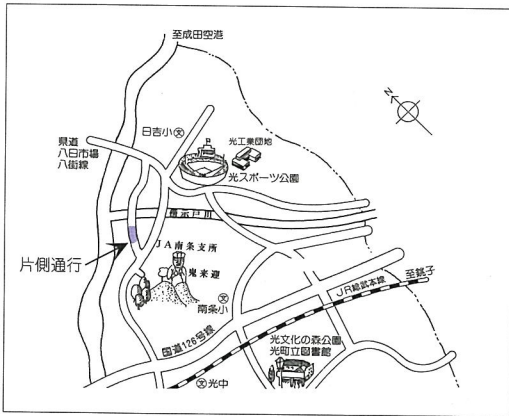 至成田空港
N
日吉小 文
光工業団地
県道
八日市場
八街線
光スポーツ公園
JA南条支所
片側通行
鬼来迎
至銚子
JR総武本線
南条小
文
国道126号線
光文化の森公園
光町立図書館
文 光中